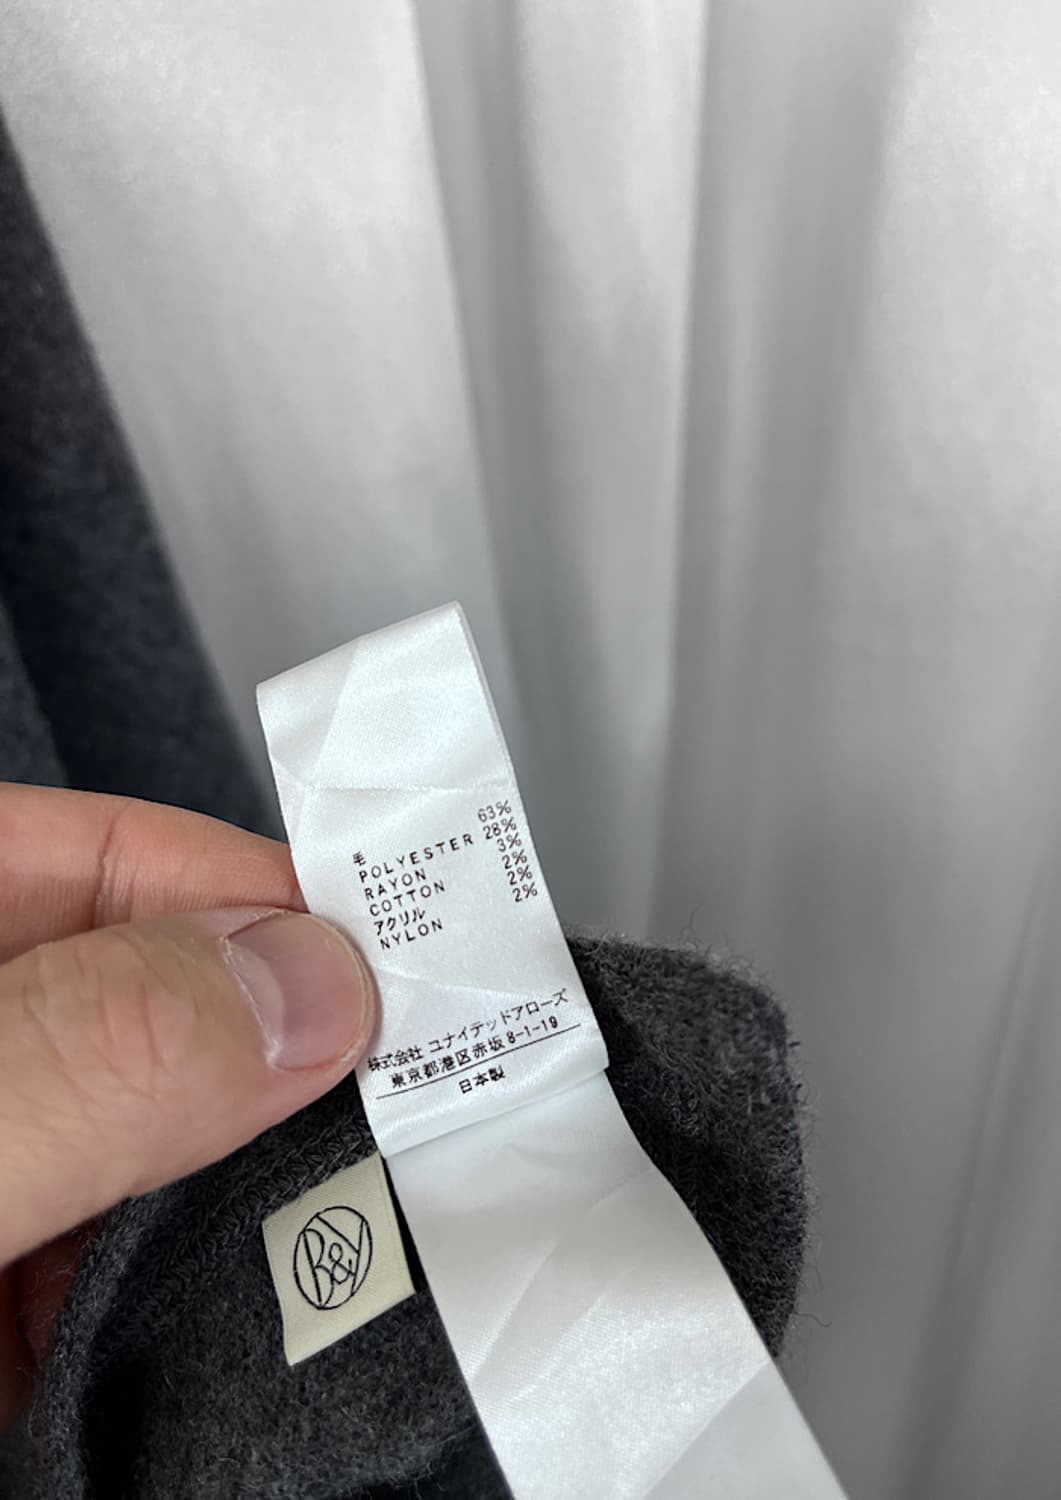 毛 63%
POLYESTER 28%
RAYON 3%
COTTON 2%
アクリル 2%
NYLON 2%
株式会社 ユナイテッドアローズ
東京都港区赤坂 8-1-19
日本製
B&Y